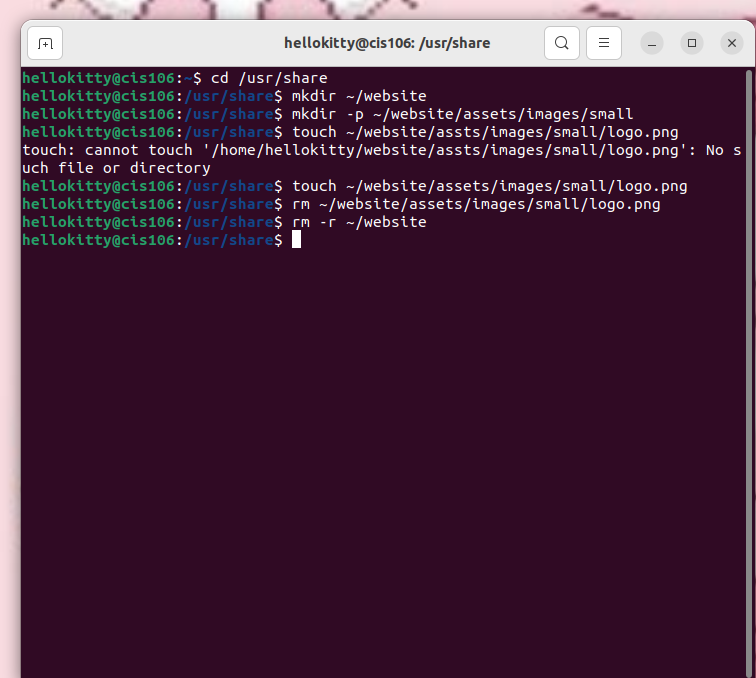 hellokitty@cis106: /usr/share
hellokitty@cis106:~$ cd /usr/share
hellokitty@cis106:/usr/share$ mkdir ~/website
hellokitty@cis106:/usr/share$ mkdir -p ~/website/assets/images/small
hellokitty@cis106:/usr/share$ touch ~/website/assts/images/small/logo.png
touch: cannot touch '/home/hellokitty/website/assts/images/small/logo.png': No s
uch file or directory
hellokitty@cis106:/usr/share$ touch ~/website/assets/images/small/logo.png
hellokitty@cis106:/usr/share$ rm ~/website/assets/images/small/logo.png
hellokitty@cis106:/usr/share$ rm -r ~/website
hellokitty@cis106:/usr/share$